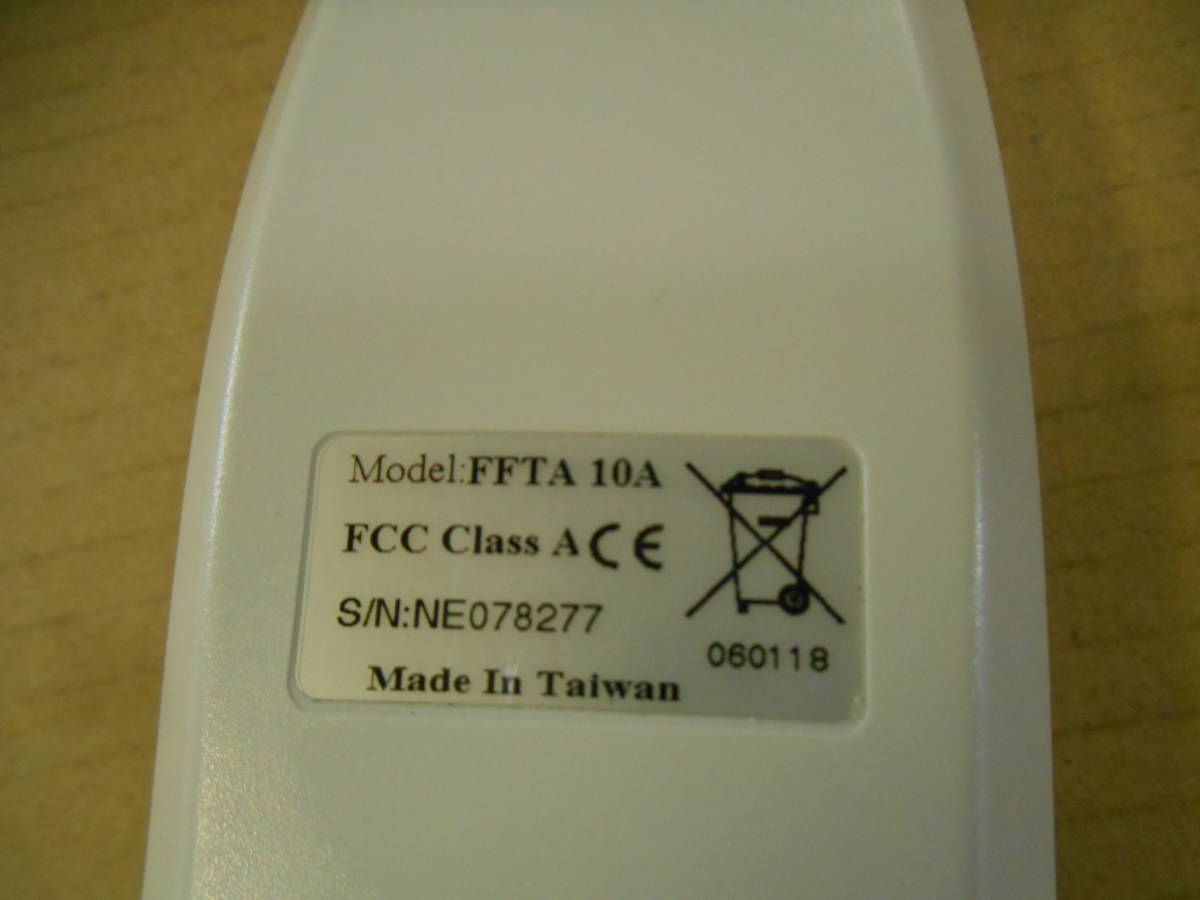 Model:FFTA 10A
FCC Class A CE
S/N:NE078277
060118
Made In Taiwan